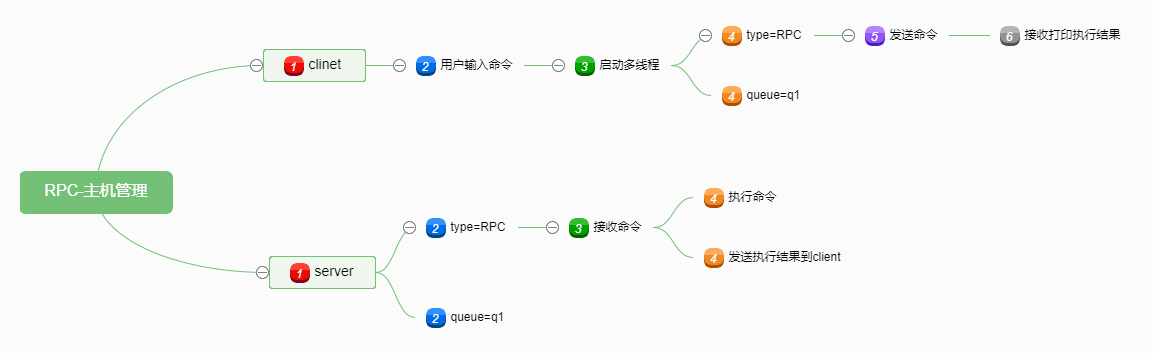 RPC-主机管理
1 clinet
2 用户输入命令
3 启动多线程
4 type=RPC
5 发送命令
6 接收打印执行结果
4 queue=q1
1 server
2 type=RPC
3 接收命令
4 执行命令
4 发送执行结果到client
2 queue=q1